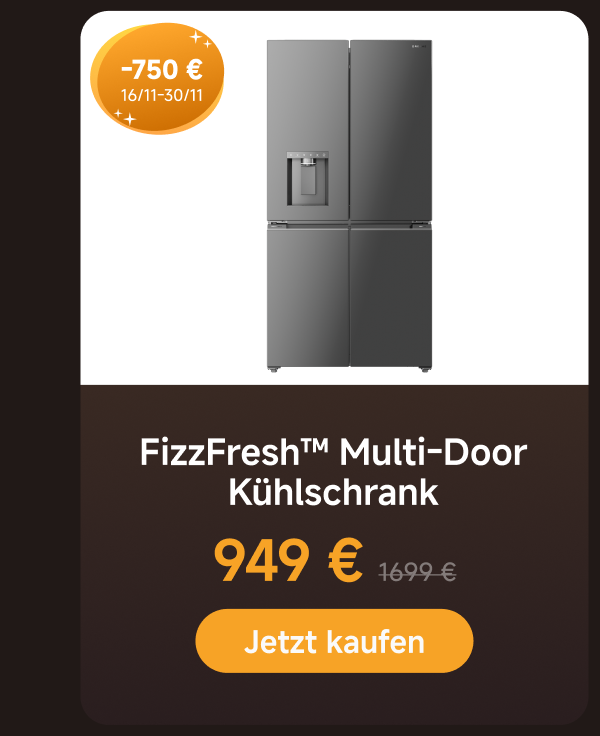 -750 €
16/11-30/11
FizzFresh™ Multi-Door
Kühlschrank
949 € 1699 €
Jetzt kaufen